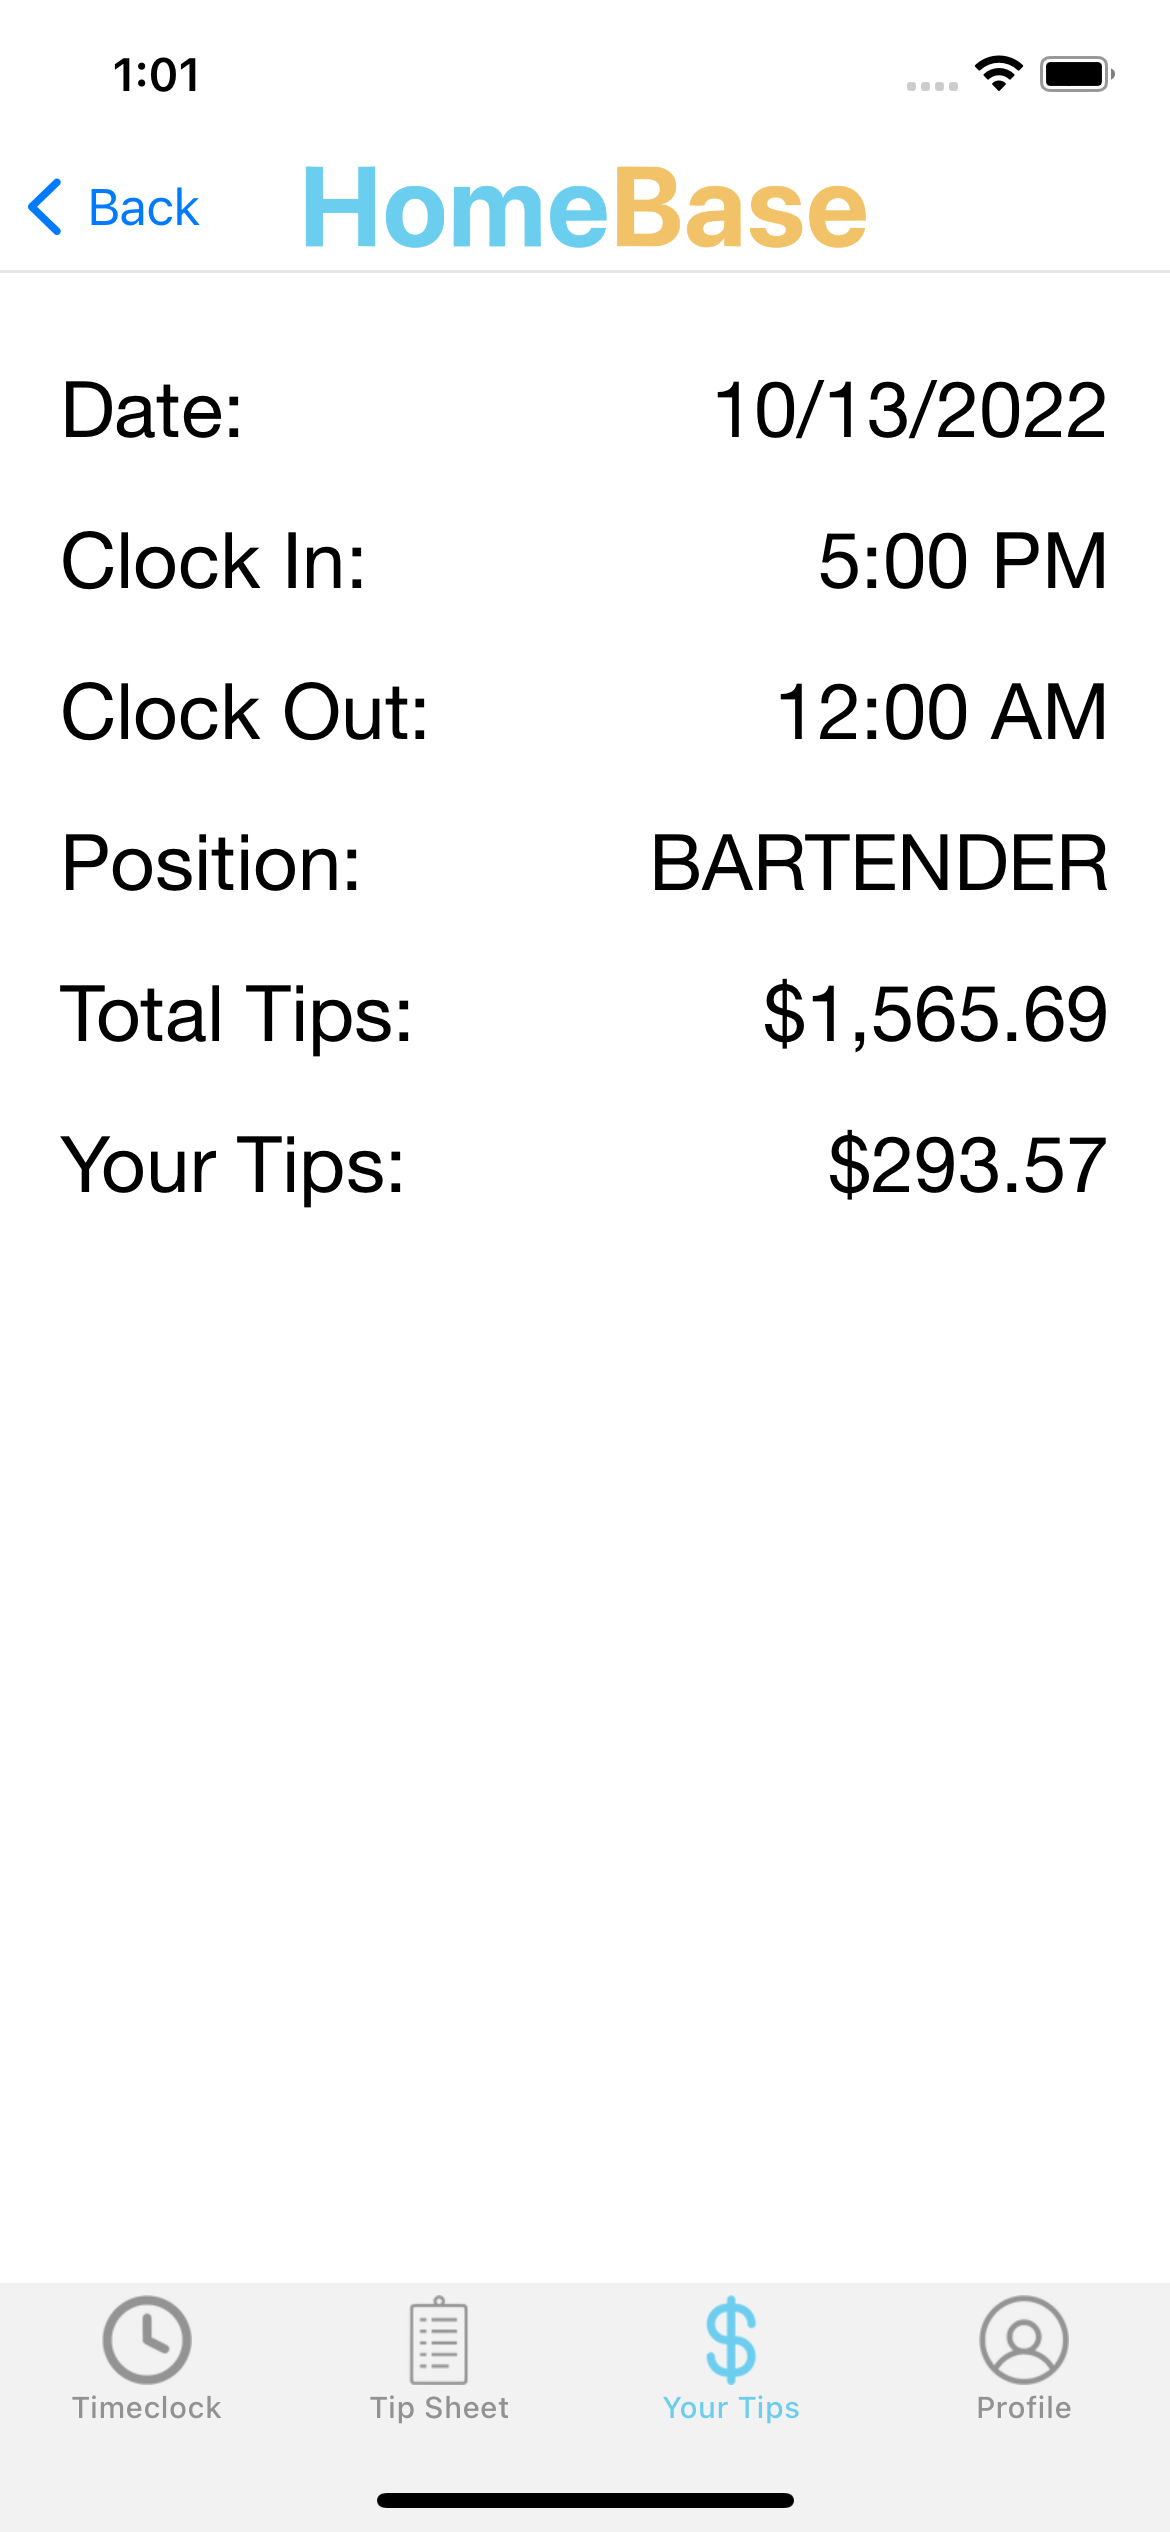 1:01
Back
HomeBase
Date: 10/13/2022
Clock In: 5:00 PM
Clock Out: 12:00 AM
Position: BARTENDER
Total Tips: $1,565.69
Your Tips: $293.57
Timeclock Tip Sheet Your Tips Profile